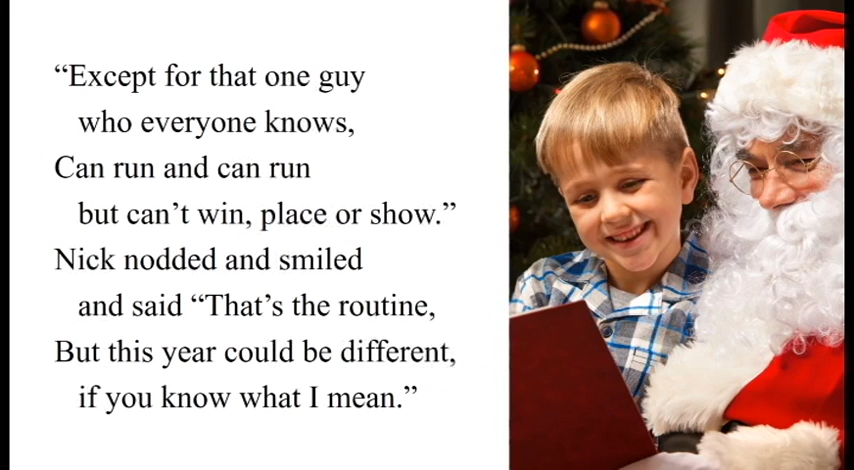 “Except for that one guy
who everyone knows,
Can run and can run
but can’t win, place or show.”
Nick nodded and smiled
and said “That’s the routine,
But this year could be different,
if you know what I mean.”